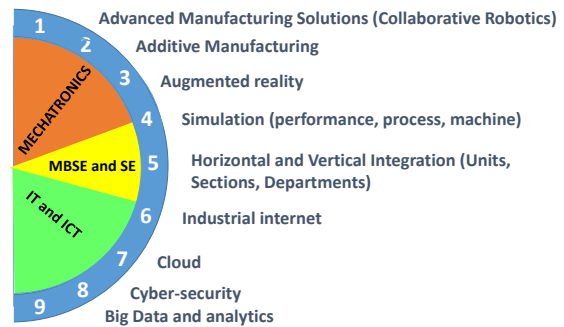 1 Advanced Manufacturing Solutions (Collaborative Robotics)
2 Additive Manufacturing
3 Augmented reality
4 Simulation (performance, process, machine)
5 Horizontal and Vertical Integration (Units,
Sections, Departments)
6 Industrial internet
7 Cloud
8 Cyber-security
9 Big Data and analytics
MECHATRONICS
MBSE and SE
IT and ICT